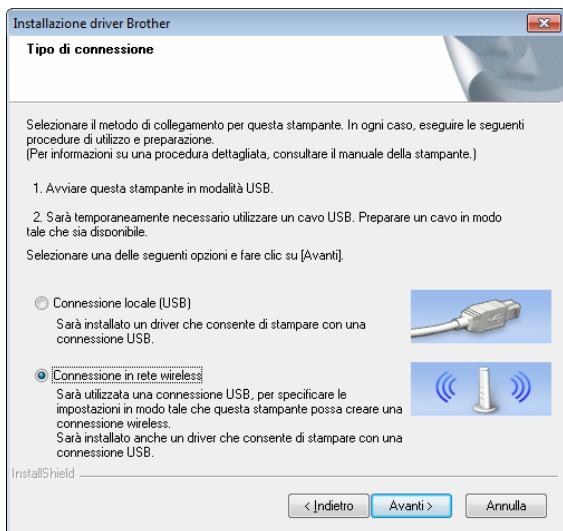 Installazione driver Brother
Tipo di connessione
Selezionare il metodo di collegamento per questa stampante. In ogni caso, eseguire le seguenti
procedure di utilizzo e preparazione.
(Per informazioni su una procedura dettagliata, consultare il manuale della stampante.)
1. Avviare questa stampante in modalità USB.
2. Sarà temporaneamente necessario utilizzare un cavo USB. Preparare un cavo in modo
tale che sia disponibile.
Selezionare una delle seguenti opzioni e fare clic su [Avanti].
Connessione locale (USB)
Sarà installato un driver che consente di stampare con una
connessione USB.
Connessione in rete wireless
Sarà utilizzata una connessione USB, per specificare le
impostazioni in modo tale che questa stampante possa creare una
connessione wireless.
Sarà installato anche un driver che consente di stampare con una
connessione USB.
InstallShield
< Indietro
Avanti >
Annulla